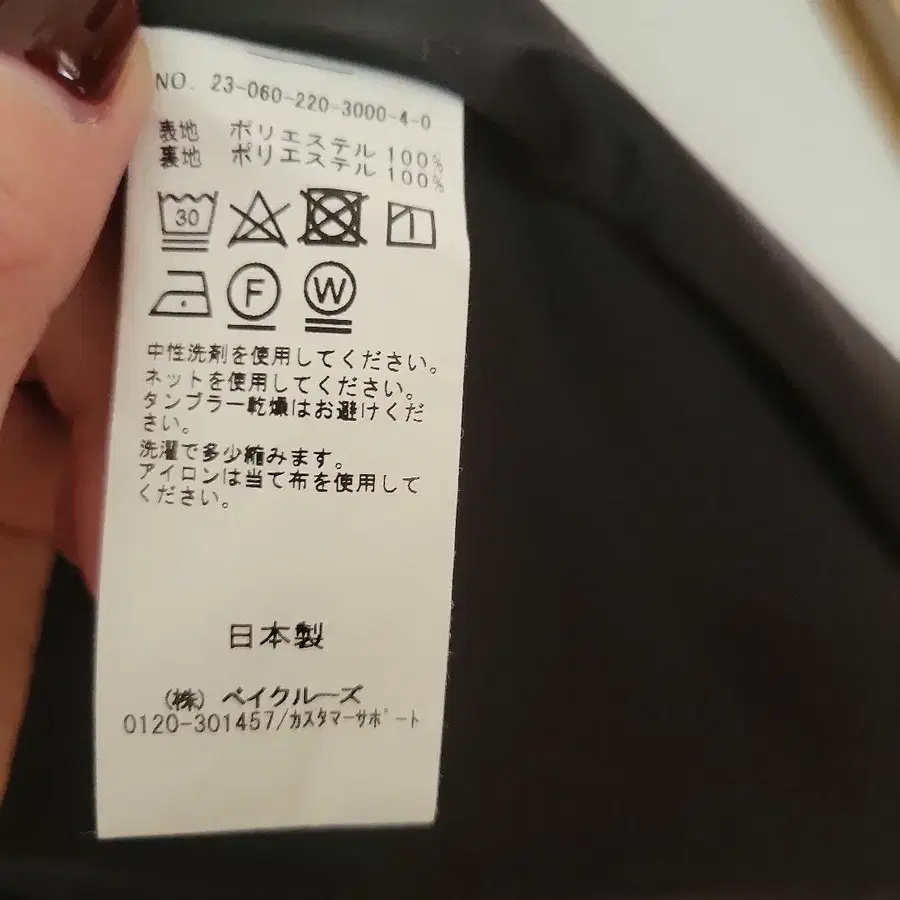 NO. 23-060-220-3000-4-0
表地 ポリエステル 100%
裏地 ポリエステル 100%
30
F W
中性洗剤を使用してください。
ネットを使用してください。
タンブラー乾燥はお避けくだ
さい。
洗濯で多少縮みます。
アイロンは当て布を使用して
ください。
日本製
(株) ベイクルーズ
0120-301457/カスタマーサポート